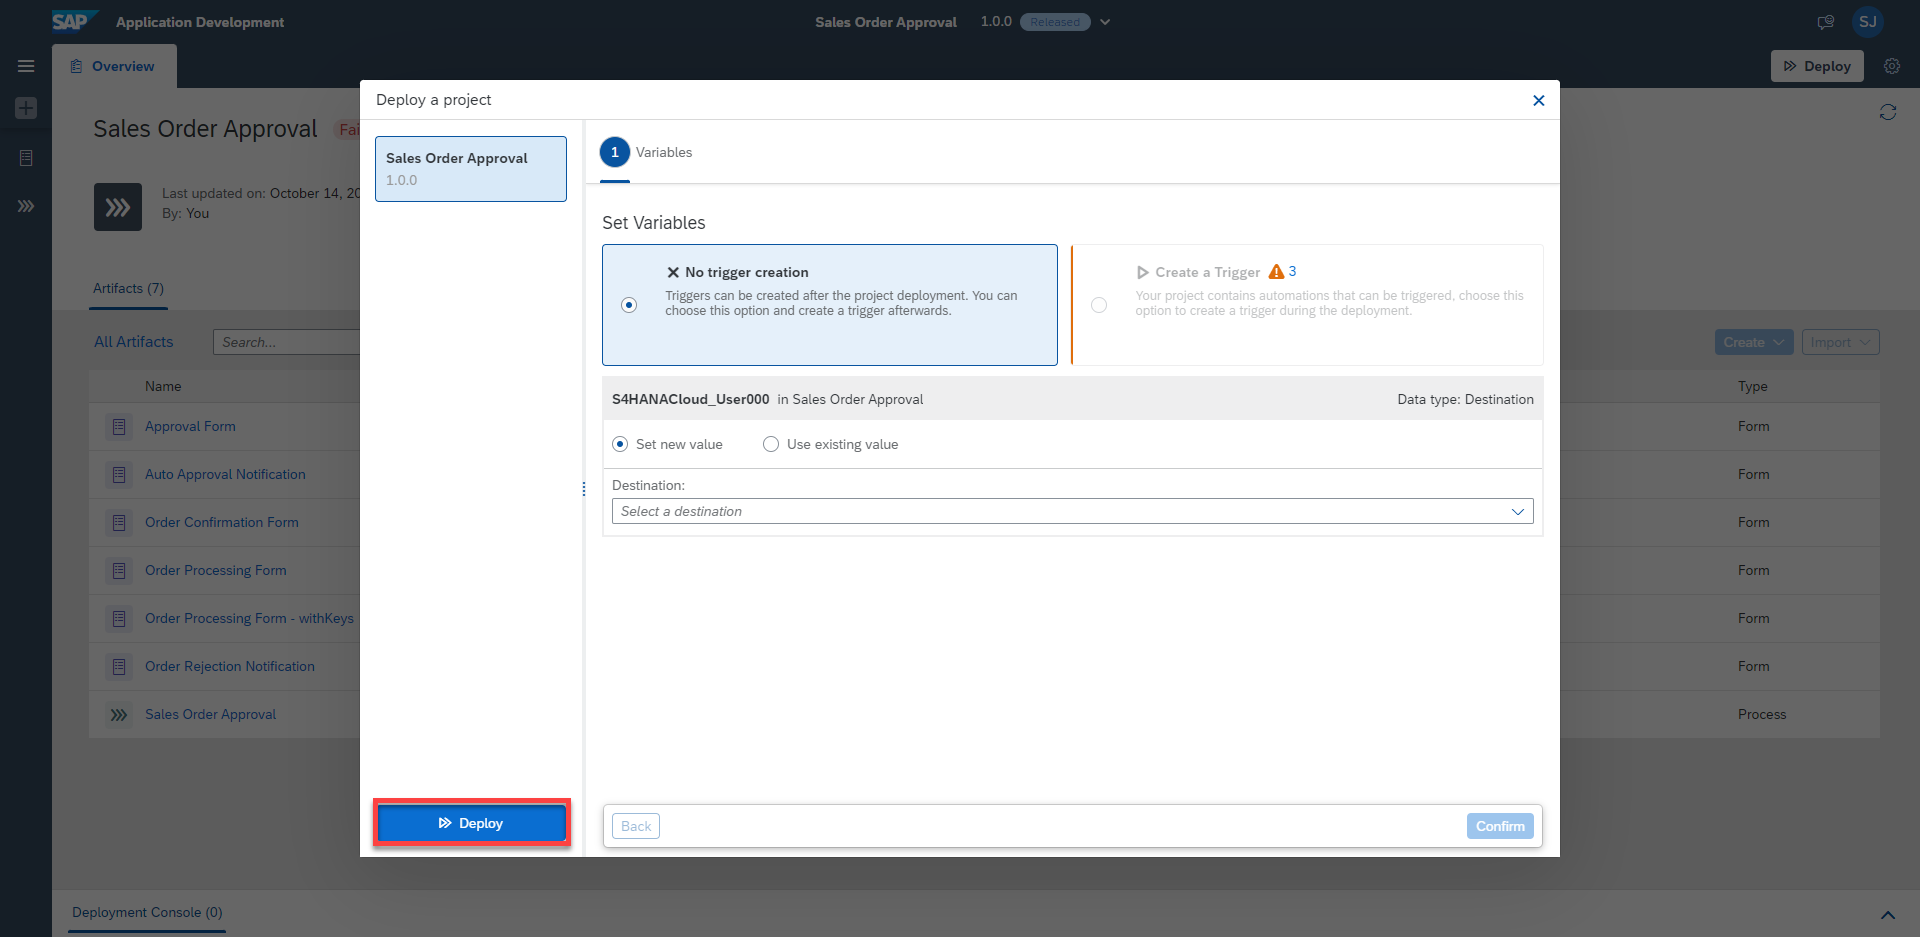 SAP Application Development
Sales Order Approval 1.0.0 Released
SJ
Overview
Deploy
Sales Order Approval
Last updated on: October 14,
By: You
Artifacts (7)
All Artifacts
Search...
Create
Import
Name
Type
Approval Form
Form
Auto Approval Notification
Form
Order Confirmation Form
Form
Order Processing Form
Form
Order Processing Form - withKeys
Form
Order Rejection Notification
Form
Sales Order Approval
Process
Deploy a project
Sales Order Approval
1.0.0
1 Variables
Set Variables
No trigger creation
Triggers can be created after the project deployment. You can
choose this option and create a trigger afterwards.
Create a Trigger 3
Your project contains automations that can be triggered, choose this
option to create a trigger during the deployment.
S4HANACloud_User000 in Sales Order Approval
Data type: Destination
Set new value
Use existing value
Destination:
Select a destination
Deploy
Back
Confirm
Deployment Console (0)